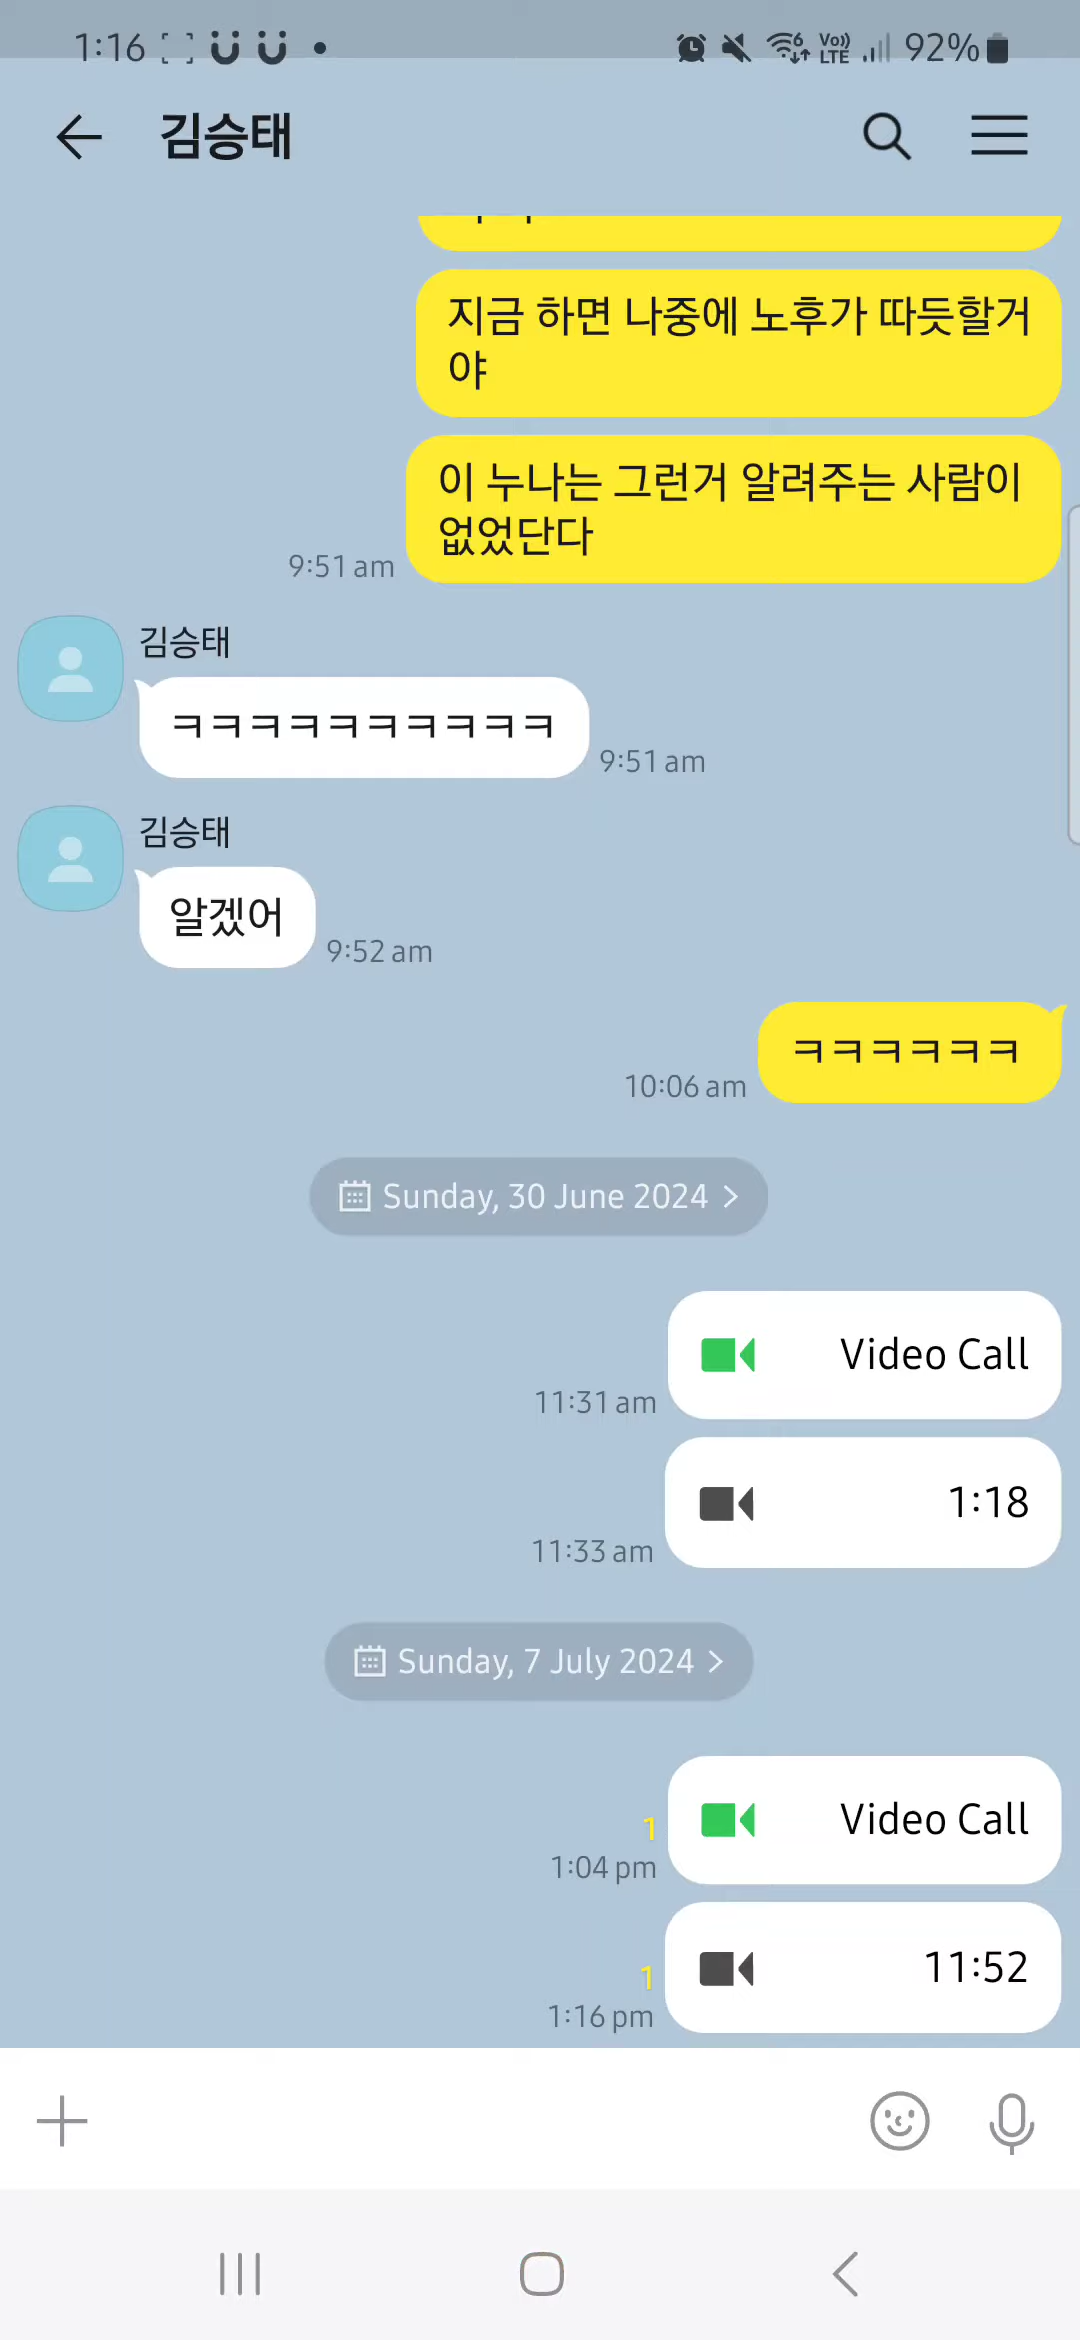 1:16
6
Vo)) LTE
92%
김승태
지금 하면 나중에 노후가 따듯할거
야
이 누나는 그런거 알려주는 사람이
없었단다
9:51 am
김승태
ㅋㅋㅋㅋㅋㅋㅋㅋㅋㅋ
9:51 am
김승태
알겠어
9:52 am
ㅋㅋㅋㅋㅋㅋ
10:06 am
Sunday, 30 June 2024
Video Call
11:31 am
1:18
11:33 am
Sunday, 7 July 2024
Video Call
1
1:04 pm
11:52
1
1:16 pm